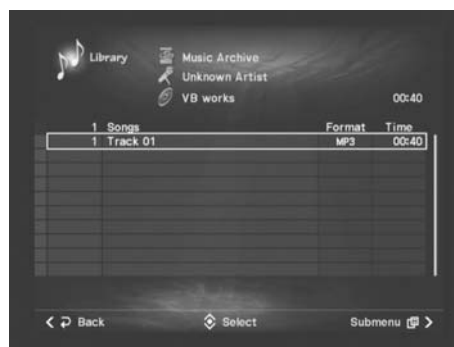 Library
Music Archive
Unknown Artist
VB works 00:40
1 Songs Format Time
1 Track 01 MP3 00:40
Back Select Submenu